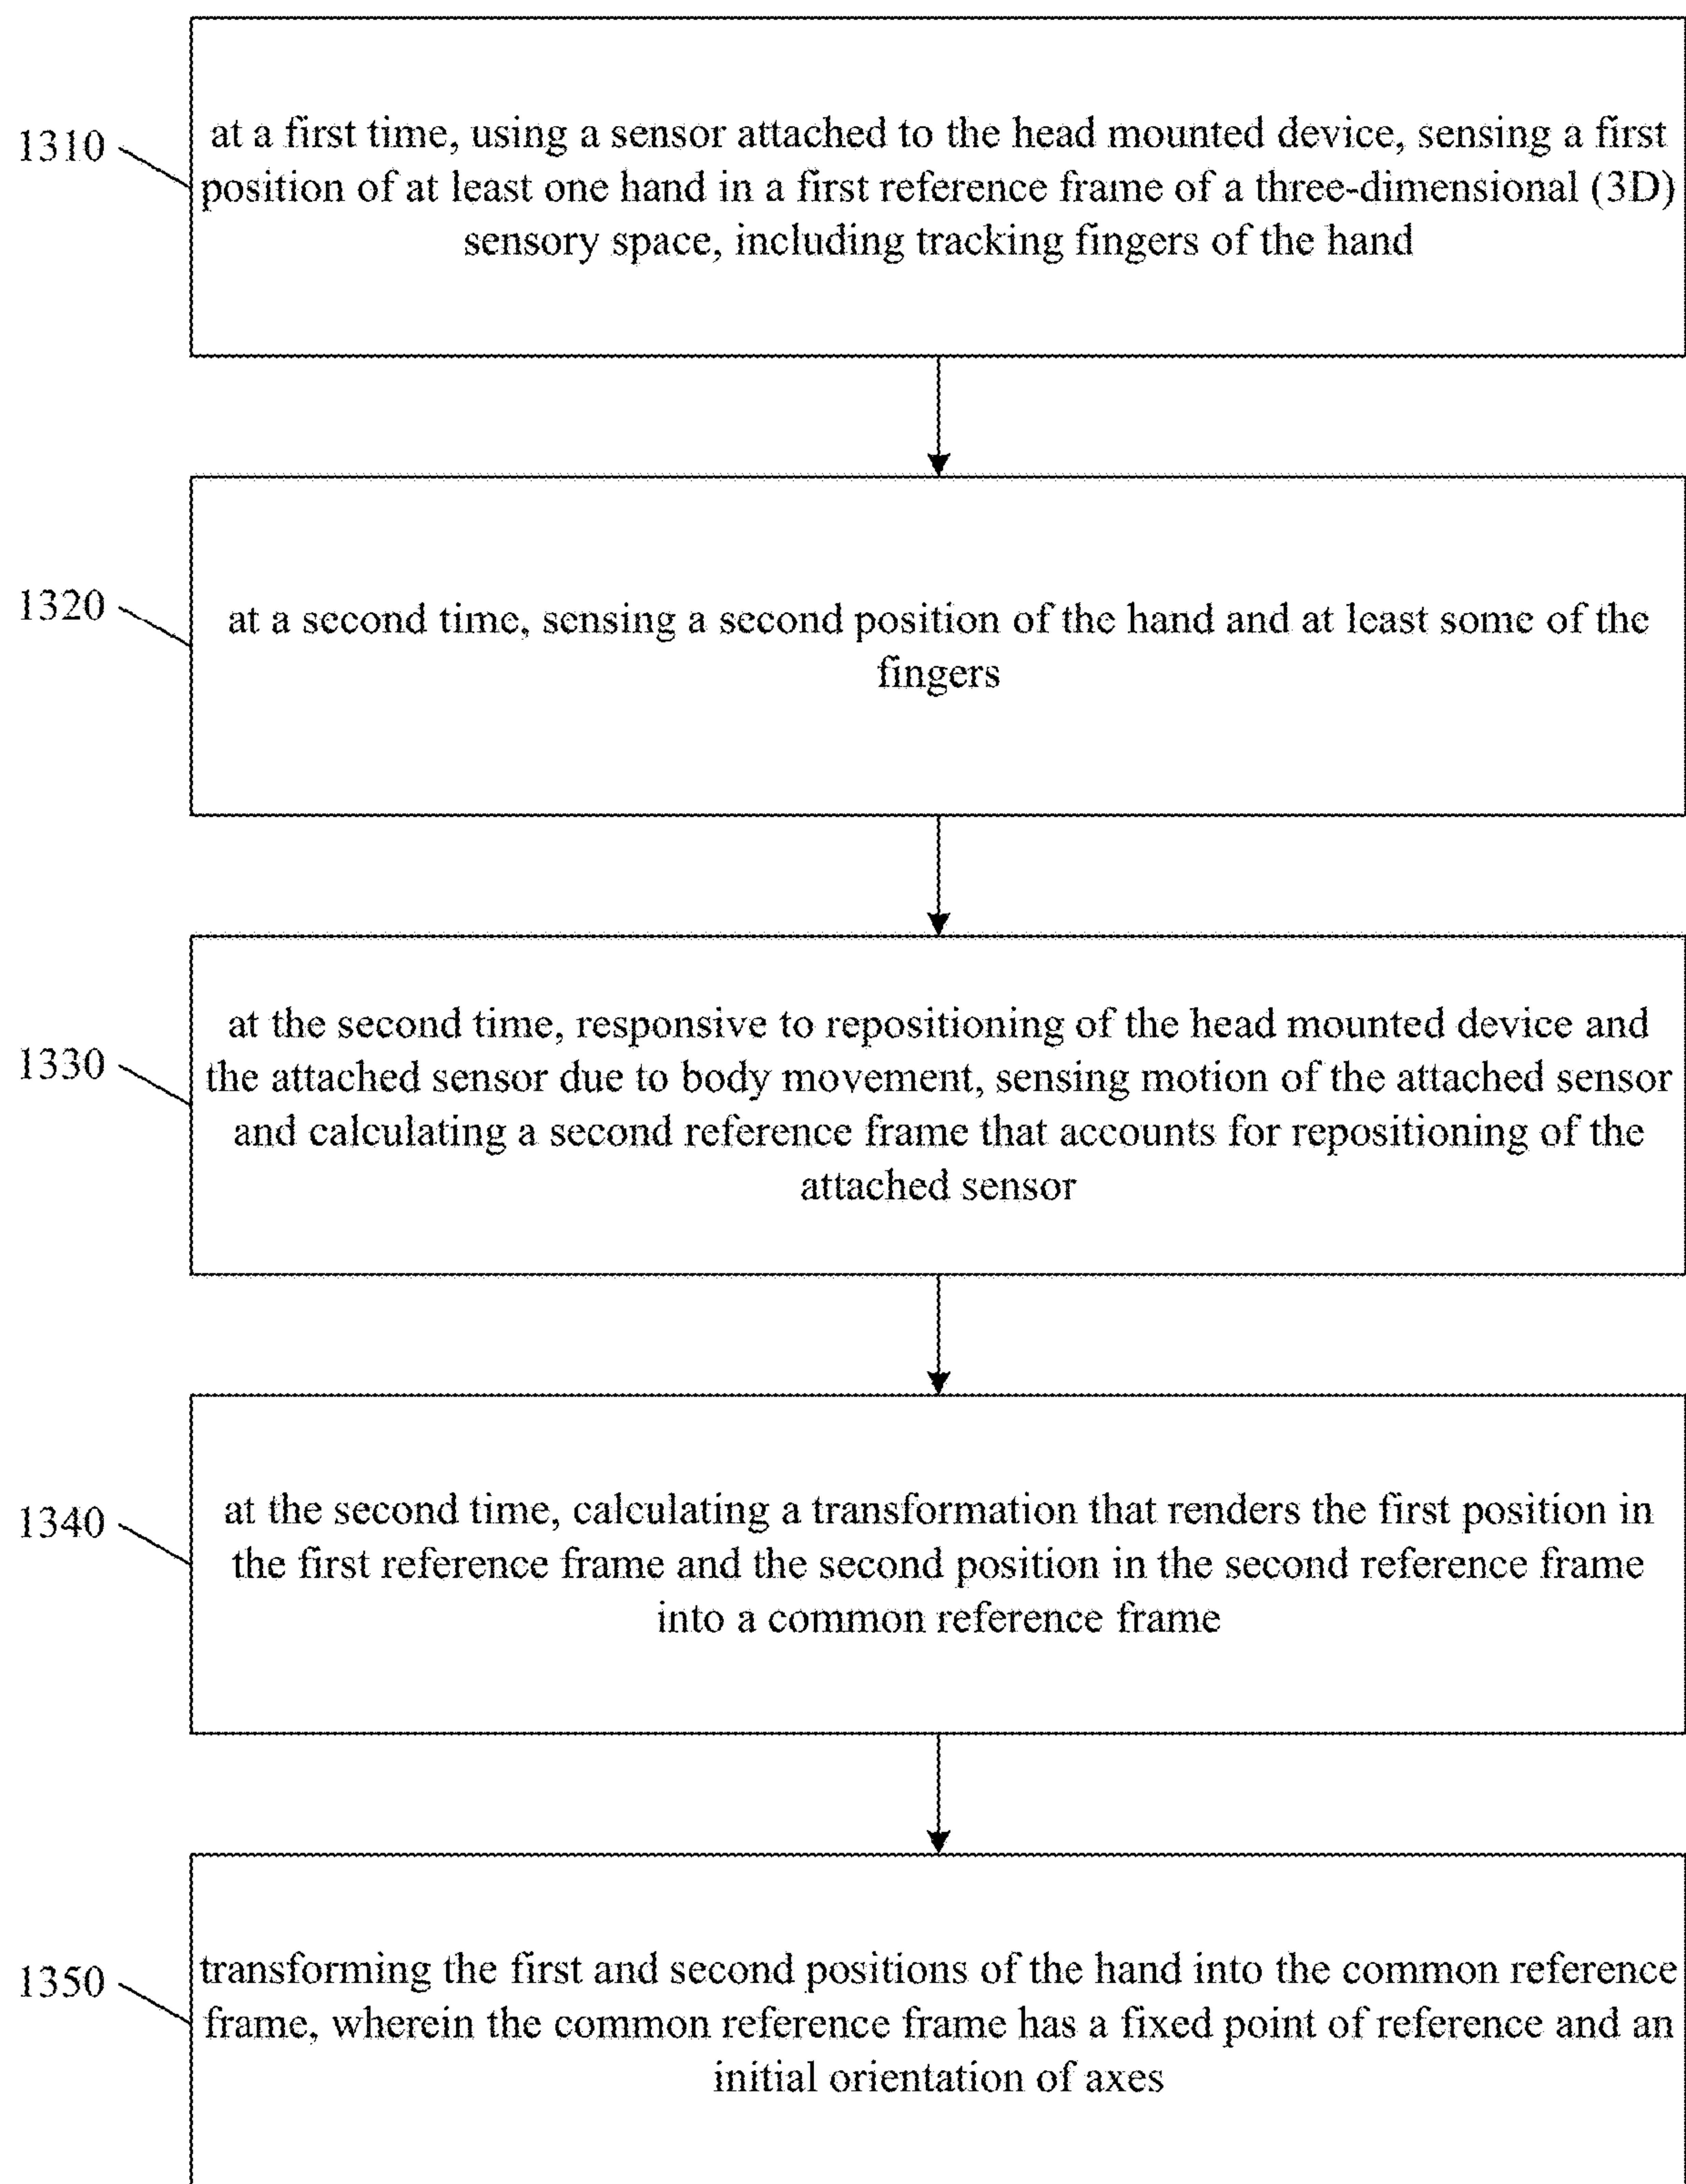 1310
at a first time, using a sensor attached to the head mounted device, sensing a first
position of at least one hand in a first reference frame of a three-dimensional (3D)
sensory space, including tracking fingers of the hand
1320
at a second time, sensing a second position of the hand and at least some of the
fingers
1330
at the second time, responsive to repositioning of the head mounted device and
the attached sensor due to body movement, sensing motion of the attached sensor
and calculating a second reference frame that accounts for repositioning of the
attached sensor
1340
at the second time, calculating a transformation that renders the first position in
the first reference frame and the second position in the second reference frame
into a common reference frame
1350
transforming the first and second positions of the hand into the common reference
frame, wherein the common reference frame has a fixed point of reference and an
initial orientation of axes